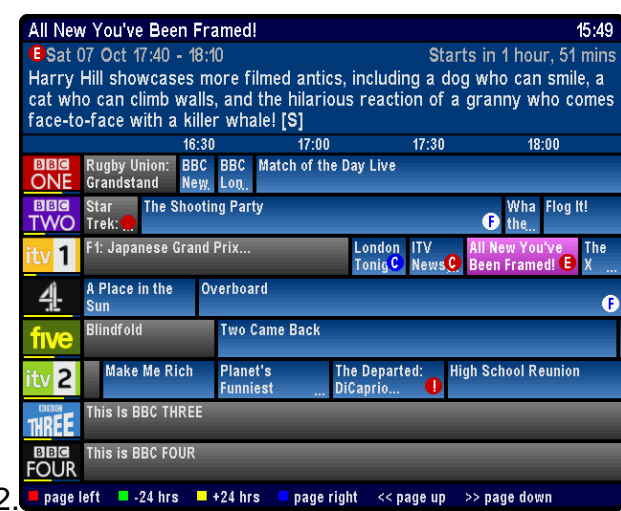 All New You've Been Framed! 15:49
E Sat 07 Oct 17:40 - 18:10 Starts in 1 hour, 51 mins
Harry Hill showcases more filmed antics, including a dog who can smile, a
cat who can climb walls, and the hilarious reaction of a granny who comes
face-to-face with a killer whale! [S]
16:30 17:00 17:30 18:00
BBC ONE
Rugby Union:
Grandstand
BBC
New..
BBC
Lon..
Match of the Day Live
BBC TWO
Star
Trek: ...
The Shooting Party F
Wha
the..
Flog It!
itv 1
F1: Japanese Grand Prix...
London
Tonig C
ITV
News.. C
All New You've
Been Framed! E
The
X ...
4
A Place in the
Sun
Overboard F
five
Blindfold
Two Came Back
itv 2
Make Me Rich
Planet's
Funniest ...
The Departed:
DiCaprio... !
High School Reunion
BBC THREE
This Is BBC THREE
BBC FOUR
This is BBC FOUR
2. page left -24 hrs +24 hrs page right << page up >> page down